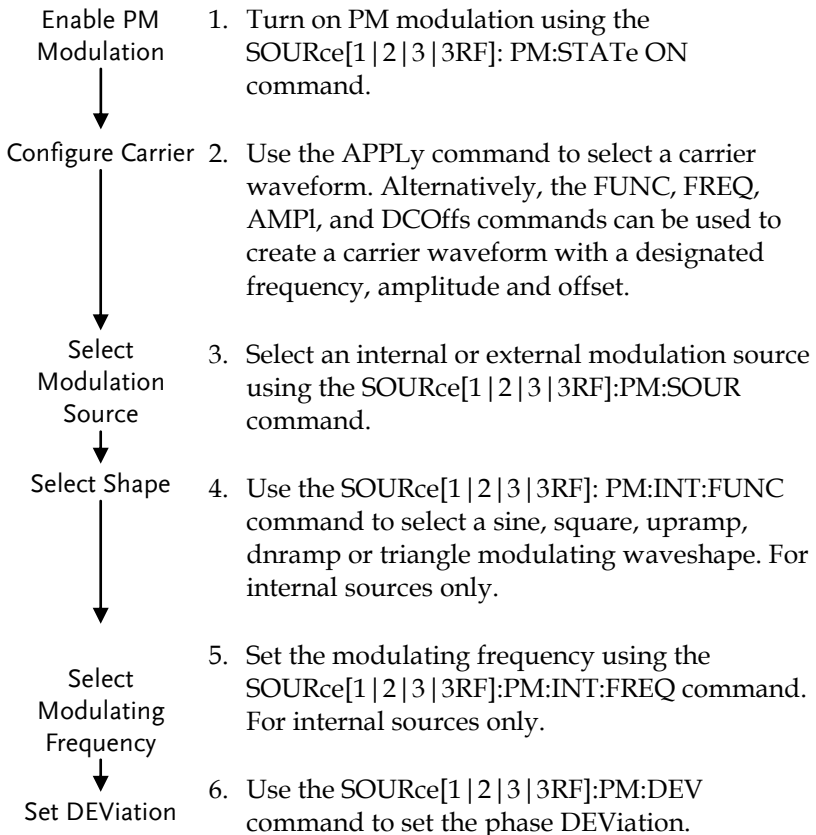 Enable PM
Modulation
1. Turn on PM modulation using the
SOURce[1|2|3|3RF]: PM:STATe ON
command.
Configure Carrier
2. Use the APPLy command to select a carrier
waveform. Alternatively, the FUNC, FREQ,
AMPl, and DCOffs commands can be used to
create a carrier waveform with a designated
frequency, amplitude and offset.
Select
Modulation
Source
3. Select an internal or external modulation source
using the SOURce[1|2|3|3RF]:PM:SOUR
command.
Select Shape
4. Use the SOURce[1|2|3|3RF]: PM:INT:FUNC
command to select a sine, square, upramp,
dnramp or triangle modulating waveshape. For
internal sources only.
Select
Modulating
Frequency
5. Set the modulating frequency using the
SOURce[1|2|3|3RF]:PM:INT:FREQ command.
For internal sources only.
Set DEViation
6. Use the SOURce[1|2|3|3RF]:PM:DEV
command to set the phase DEViation.